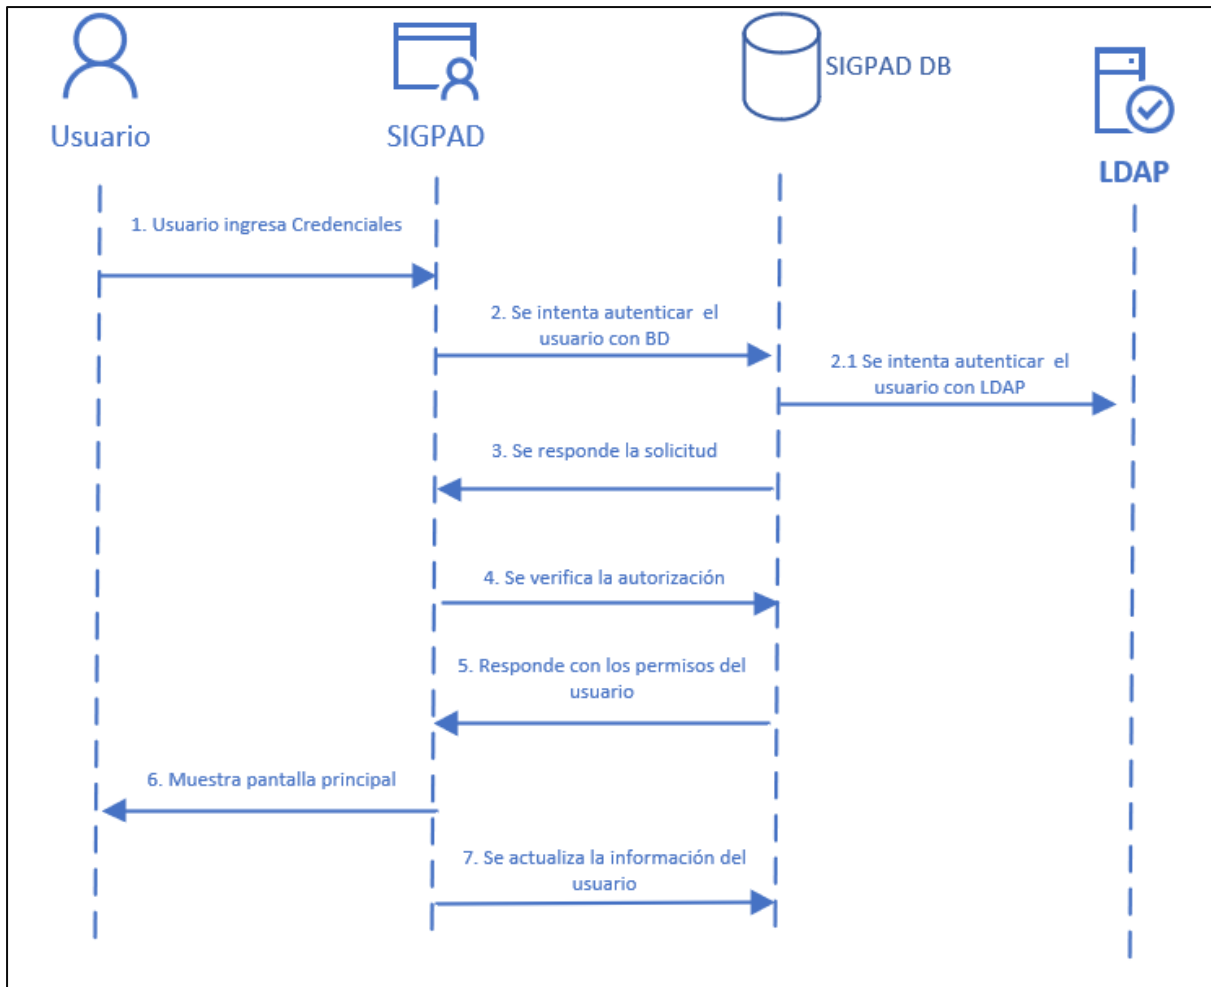 Usuario
SIGPAD
SIGPAD DB
LDAP
1. Usuario ingresa Credenciales
2. Se intenta autenticar el
usuario con BD
2.1 Se intenta autenticar el
usuario con LDAP
3. Se responde la solicitud
4. Se verifica la autorización
5. Responde con los permisos del
usuario
6. Muestra pantalla principal
7. Se actualiza la información del
usuario